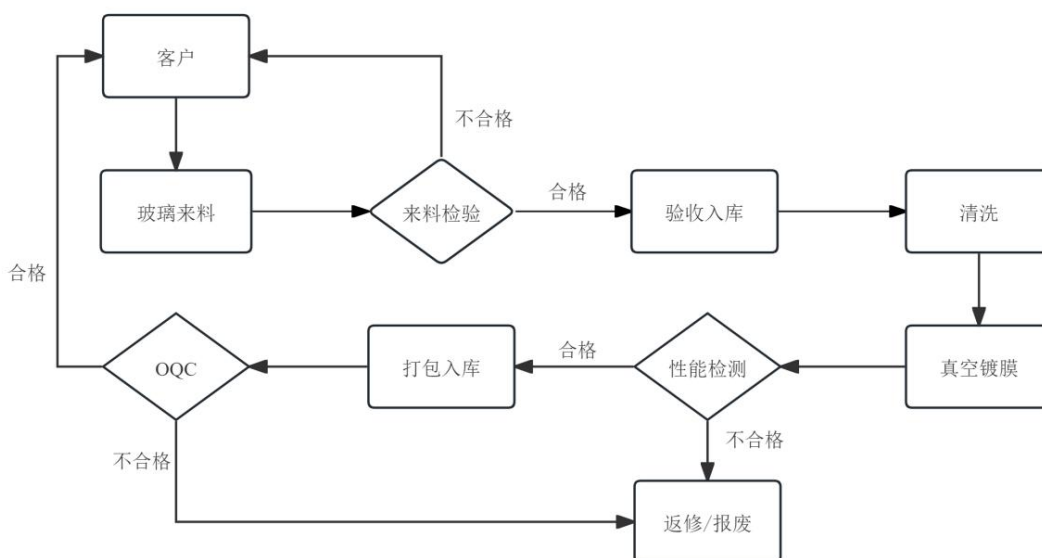 客户
不合格
玻璃来料
来料检验
合格
验收入库
清洗
合格
OQC
打包入库
合格
性能检测
真空镀膜
不合格
不合格
返修/报废